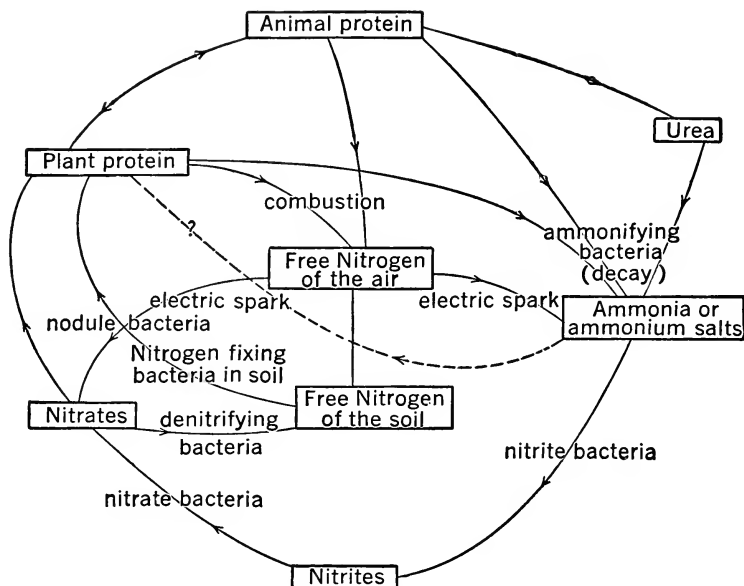 Animal protein
Urea
Plant protein
combustion
?
ammonifying
bacteria
(decay)
Free Nitrogen
of the air
electric spark
electric spark
Ammonia or
ammonium salts
nodule bacteria
Nitrogen fixing
bacteria in soil
Free Nitrogen
of the soil
Nitrates
denitrifying
bacteria
nitrite bacteria
nitrate bacteria
Nitrites